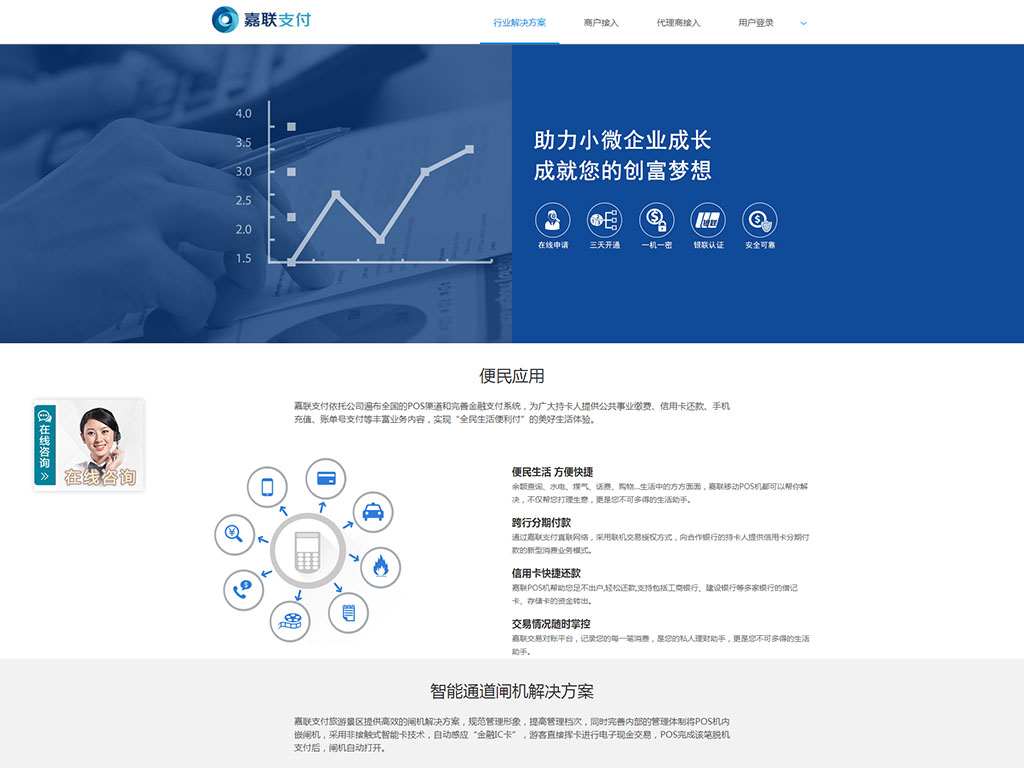 嘉联支付
行业解决方案
商户接入
代理商接入
用户登录
4.0
3.5
3.0
2.5
2.0
1.5
助力小微企业成长
成就您的创富梦想
在线申请
三天开通
一机一密
银联
银联认证
安全可靠
便民应用
嘉联支付依托公司遍布全国的POS渠道和完善金融支付系统，为广大持卡人提供公共事业缴费、信用卡还款、手机
充值、账单号支付等丰富业务内容，实现“全民生活便利付”的美好生活体验。
在线咨询
在线咨询
便民生活 方便快捷
余额查询、水电、煤气、话费、购物...生活中的方方面面，嘉联移动POS机都可以帮你解
决，不仅帮您打理生意，更是您不可多得的生活助手。
跨行分期付款
通过嘉联支付直联网络，采用联机交易授权方式，向合作银行的持卡人提供信用卡分期付
款的新型消费业务模式。
信用卡快捷还款
嘉联POS机帮助您足不出户,轻松还款,支持包括工商银行、建设银行等多家银行的借记
卡、存储卡的资金转出。
交易情况随时掌控
嘉联交易对账平台，记录您的每一笔消费，是您的私人理财助手，更是您不可多得的生活
助手。
智能通道闸机解决方案
嘉联支付旅游景区提供高效的闸机解决方案，规范管理形象，提高管理档次，同时完善内部的管理体制将POS机内
嵌闸机，采用非接触式智能卡技术，自动感应“金融IC卡”，游客直接挥卡进行电子现金交易，POS完成该笔脱机
支付后，闸机自动打开。